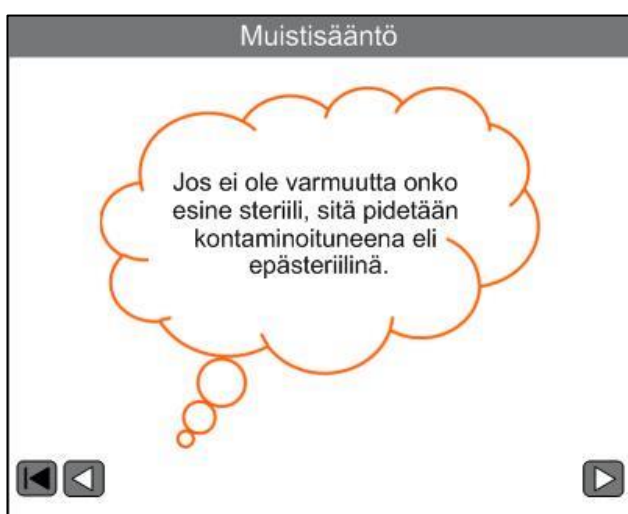 Muistisääntö
Jos ei ole varmuutta onko
esine steriili, sitä pidetään
kontaminoituneena eli
epästeriilinä.